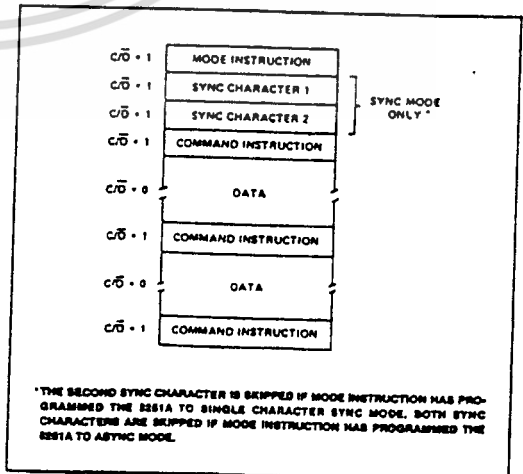 C/D̅ = 1 MODE INSTRUCTION
C/D̅ = 1 SYNC CHARACTER 1
SYNC MODE
ONLY *
C/D̅ = 1 SYNC CHARACTER 2
C/D̅ = 1 COMMAND INSTRUCTION
C/D̅ = 0 DATA
C/D̅ = 1 COMMAND INSTRUCTION
C/D̅ = 0 DATA
C/D̅ = 1 COMMAND INSTRUCTION
*THE SECOND SYNC CHARACTER IS SKIPPED IF MODE INSTRUCTION HAS PRO-
GRAMMED THE 8251A TO SINGLE CHARACTER SYNC MODE. BOTH SYNC
CHARACTERS ARE SKIPPED IF MODE INSTRUCTION HAS PROGRAMMED THE
8251A TO ASYNC MODE.